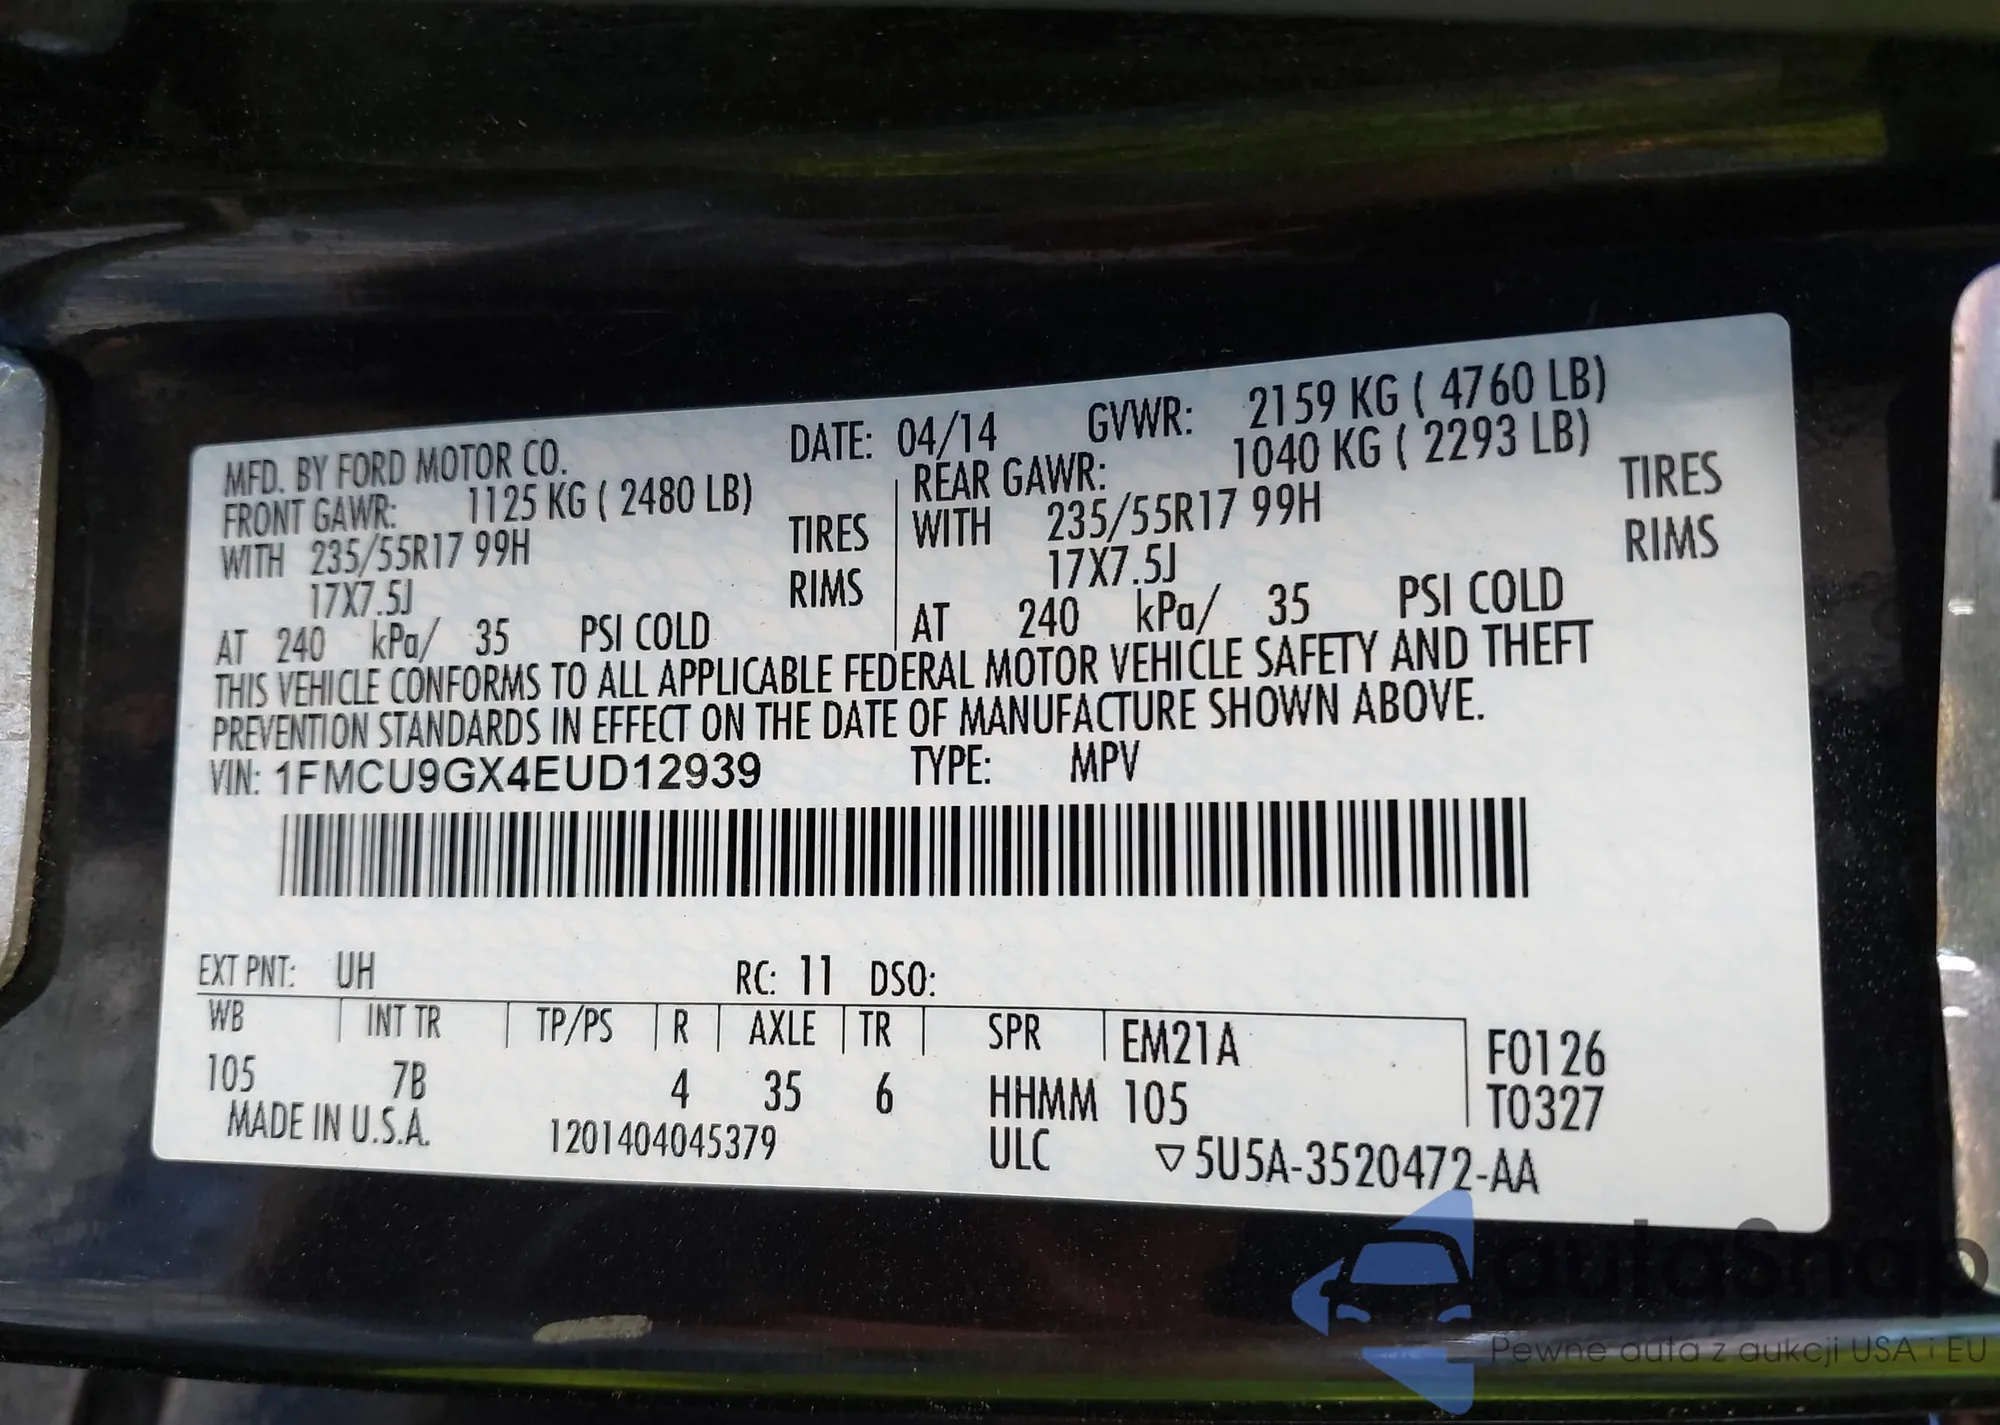 MFD. BY FORD MOTOR CO. DATE: 04/14 GVWR: 2159 KG ( 4760 LB)
FRONT GAWR: 1125 KG ( 2480 LB) REAR GAWR: 1040 KG ( 2293 LB)
WITH 235/55R17 99H TIRES WITH 235/55R17 99H TIRES
17X7.5J RIMS 17X7.5J RIMS
AT 240 kPa/ 35 PSI COLD AT 240 kPa/ 35 PSI COLD
THIS VEHICLE CONFORMS TO ALL APPLICABLE FEDERAL MOTOR VEHICLE SAFETY AND THEFT
PREVENTION STANDARDS IN EFFECT ON THE DATE OF MANUFACTURE SHOWN ABOVE.
VIN: 1FMCU9GX4EUD12939 TYPE: MPV
EXT PNT: UH RC: 11 DSO:
WB INT TR TP/PS R AXLE TR SPR EM21A F0126
105 7B 4 35 6 HHMM 105 T0327
MADE IN U.S.A. 1201404045379 ULC ▽5U5A-3520472-AA
autaSnap
Pewne auta z aukcji USA i EU